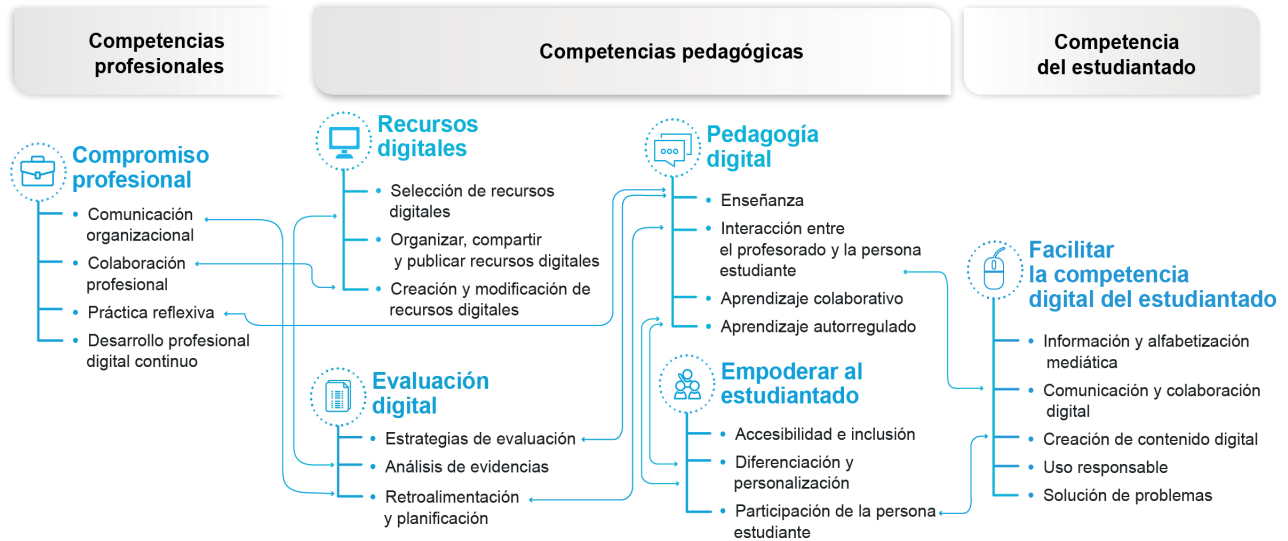 Competencias
profesionales
Competencias pedagógicas
Competencia
del estudiantado
Compromiso
profesional
• Comunicación
organizacional
• Colaboración
profesional
• Práctica reflexiva
• Desarrollo profesional
digital continuo
Recursos
digitales
• Selección de recursos
digitales
• Organizar, compartir
y publicar recursos digitales
• Creación y modificación de
recursos digitales
Evaluación
digital
• Estrategias de evaluación
• Análisis de evidencias
• Retroalimentación
y planificación
Pedagogía
digital
• Enseñanza
• Interacción entre
el profesorado y la persona
estudiante
• Aprendizaje colaborativo
• Aprendizaje autorregulado
Empoderar al
estudiantado
• Accesibilidad e inclusión
• Diferenciación y
personalización
• Participación de la persona
estudiante
Facilitar
la competencia
digital del estudiantado
• Información y alfabetización
mediática
• Comunicación y colaboración
digital
• Creación de contenido digital
• Uso responsable
• Solución de problemas